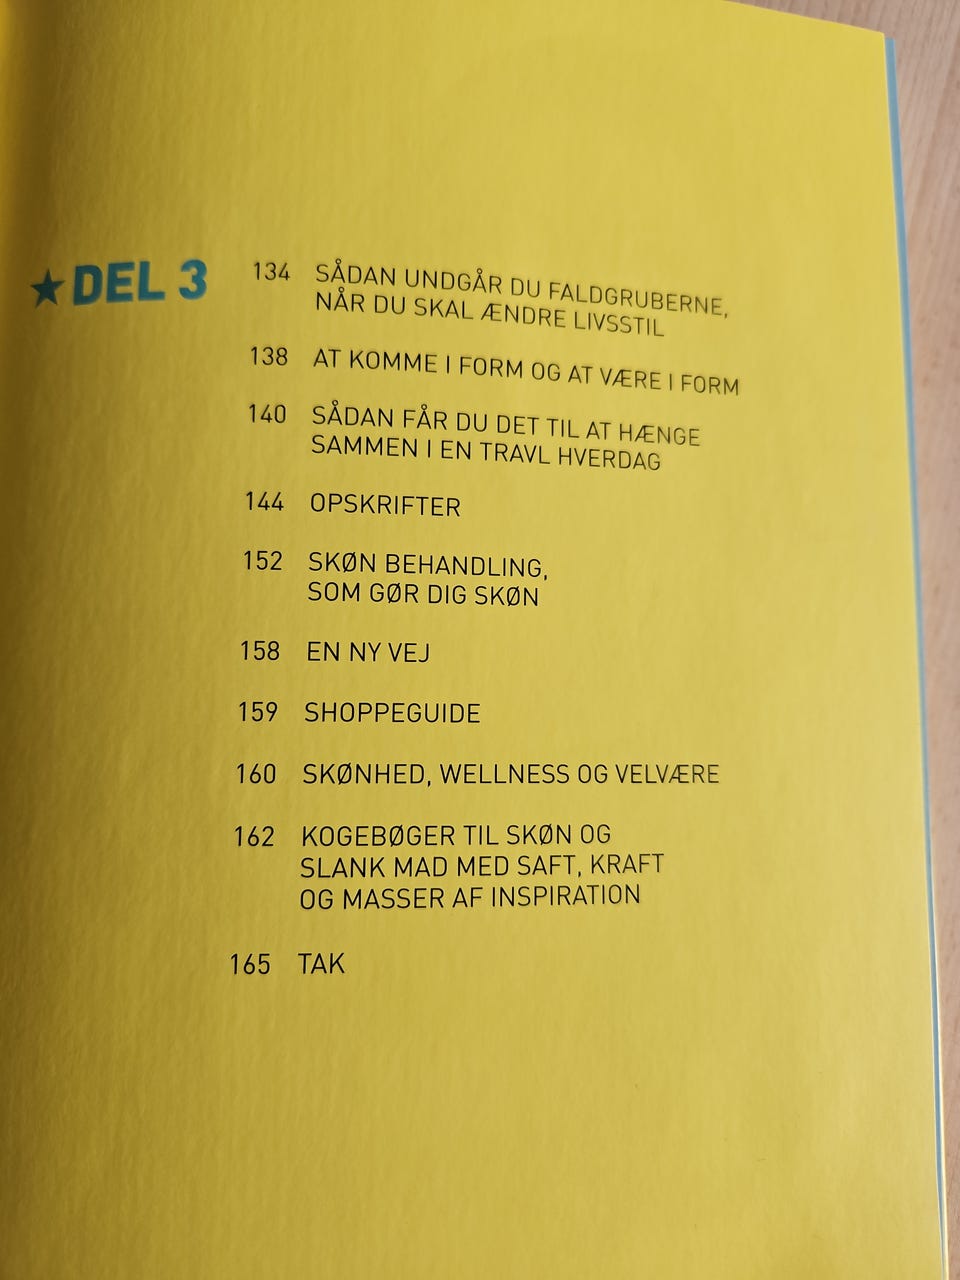 ★DEL 3
134 SÅDAN UNDGÅR DU FALDGRUBERNE,
NÅR DU SKAL ÆNDRE LIVSSTIL
138 AT KOMME I FORM OG AT VÆRE I FORM
140 SÅDAN FÅR DU DET TIL AT HÆNGE
SAMMEN I EN TRAVL HVERDAG
144 OPSKRIFTER
152 SKØN BEHANDLING,
SOM GØR DIG SKØN
158 EN NY VEJ
159 SHOPPEGUIDE
160 SKØNHED, WELLNESS OG VELVÆRE
162 KOGEBØGER TIL SKØN OG
SLANK MAD MED SAFT, KRAFT
OG MASSER AF INSPIRATION
165 TAK